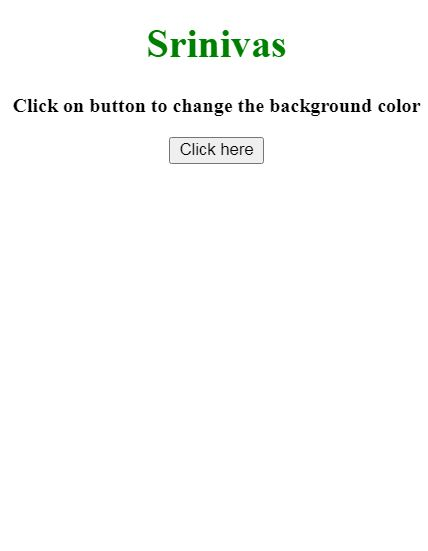 Srinivas
Click on button to change the background color
Click here